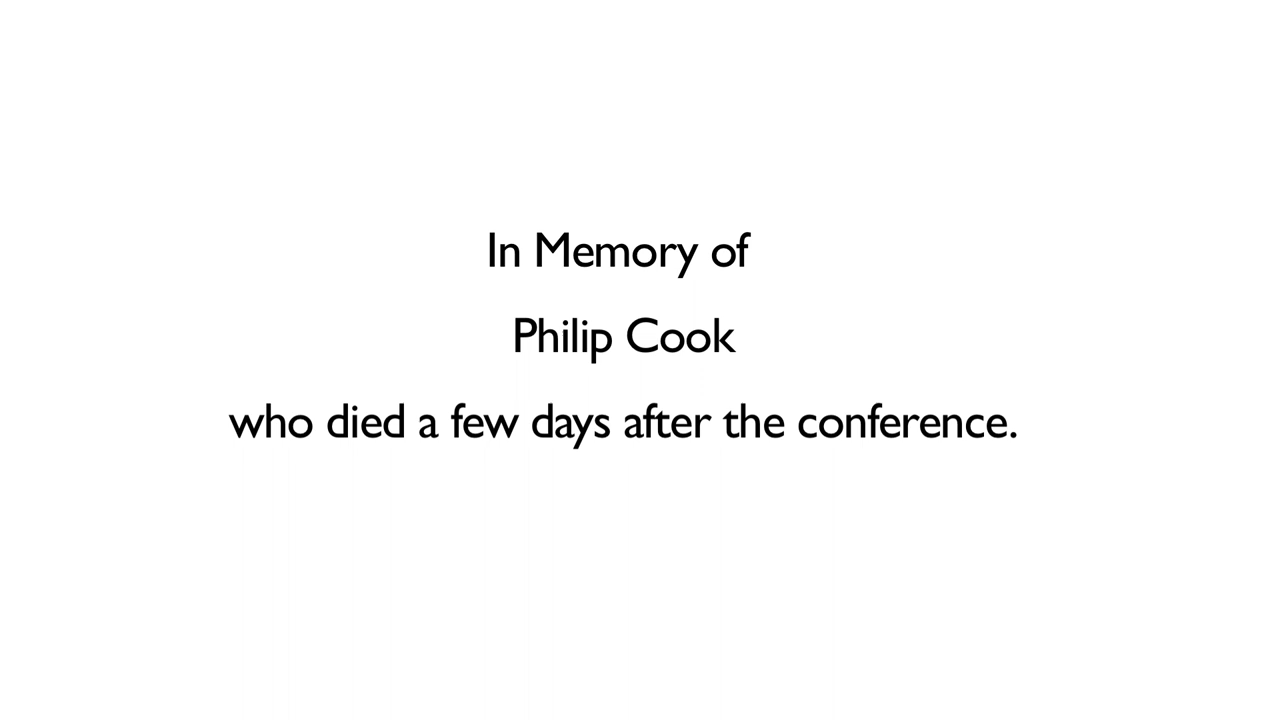 In Memory of
Philip Cook
who died a few days after the conference.